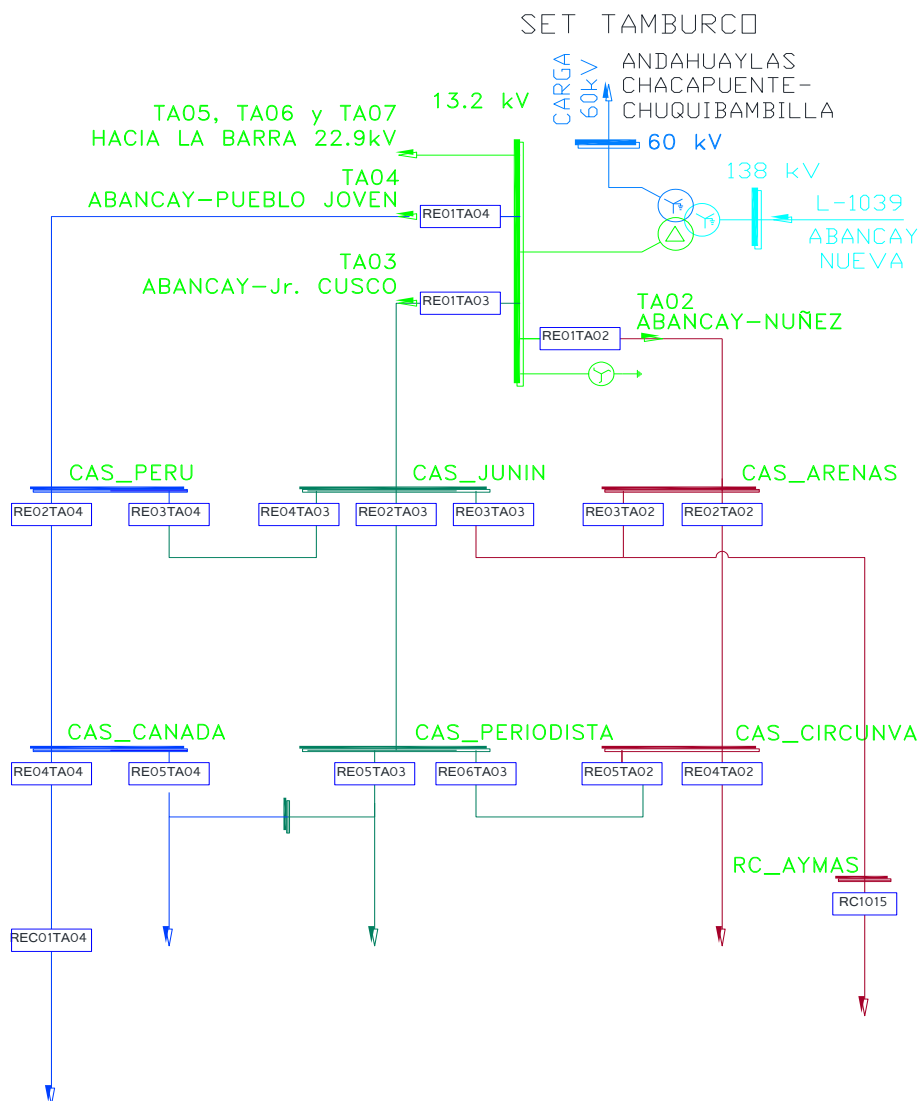 SET TAMBURCO
CARGA
60kV
ANDAHUAYLAS
CHACAPUENTE-
CHUQUIBAMBILLA
13.2 kV
TA05, TA06 y TA07
HACIA LA BARRA 22.9kV
60 kV
138 kV
TA04
ABANCAY-PUEBLO JOVEN
RE01TA04
L-1039
ABANCAY
NUEVA
TA03
ABANCAY-Jr. CUSCO
RE01TA03
TA02
ABANCAY-NUÑEZ
RE01TA02
CAS_PERU
CAS_JUNIN
CAS_ARENAS
RE02TA04
RE03TA04
RE04TA03
RE02TA03
RE03TA03
RE03TA02
RE02TA02
CAS_CANADA
CAS_PERIODISTA
CAS_CIRCUNVA
RE04TA04
RE05TA04
RE05TA03
RE06TA03
RE05TA02
RE04TA02
RC_AYMAS
RC1015
REC01TA04